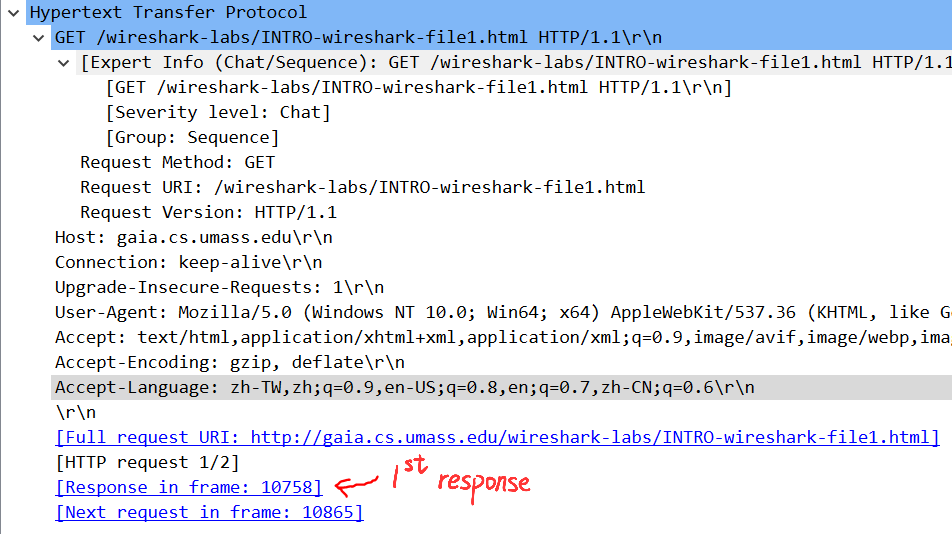 Hypertext Transfer Protocol
GET /wireshark-labs/INTRO-wireshark-file1.html HTTP/1.1\r\n
[Expert Info (Chat/Sequence): GET /wireshark-labs/INTRO-wireshark-file1.html HTTP/1.1
[GET /wireshark-labs/INTRO-wireshark-file1.html HTTP/1.1\r\n]
[Severity level: Chat]
[Group: Sequence]
Request Method: GET
Request URI: /wireshark-labs/INTRO-wireshark-file1.html
Request Version: HTTP/1.1
Host: gaia.cs.umass.edu\r\n
Connection: keep-alive\r\n
Upgrade-Insecure-Requests: 1\r\n
User-Agent: Mozilla/5.0 (Windows NT 10.0; Win64; x64) AppleWebKit/537.36 (KHTML, like
Accept: text/html,application/xhtml+xml,application/xml;q=0.9,image/avif,image/webp,ima
Accept-Encoding: gzip, deflate\r\n
Accept-Language: zh-TW,zh;q=0.9,en-US;q=0.8,en;q=0.7,zh-CN;q=0.6\r\n
\r\n
[Full request URI: http://gaia.cs.umass.edu/wireshark-labs/INTRO-wireshark-file1.html]
[HTTP request 1/2]
[Response in frame: 10758] 1st response
[Next request in frame: 10865]